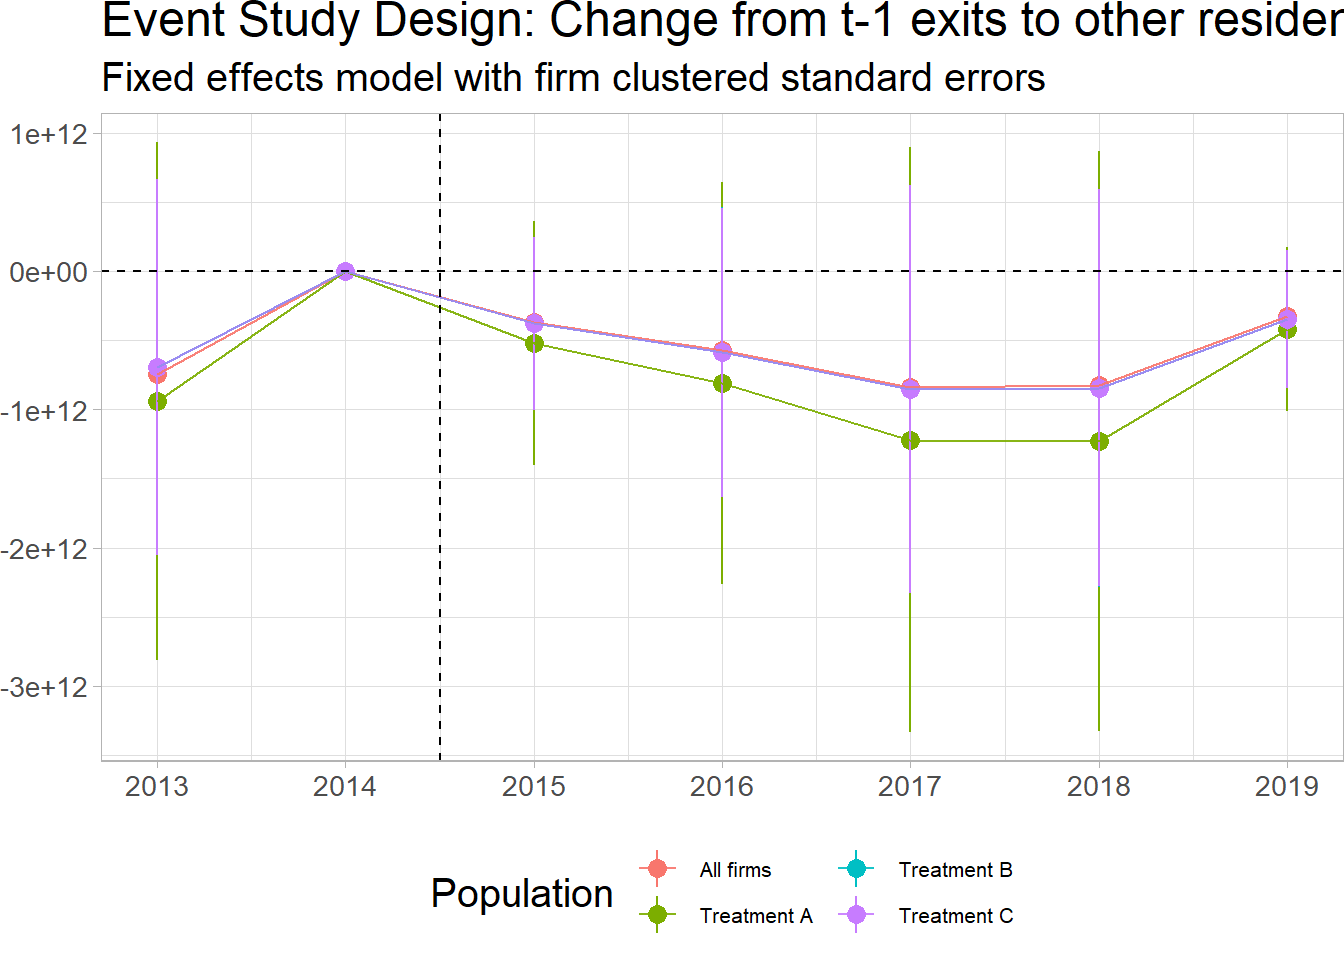 Event Study Design: Change from t-1 exits to other
Fixed effects model with firm clustered standard errors
1e+12
0e+00
-1e+12
-2e+12
-3e+12
2013 2014 2015 2016 2017 2018 2019
Population
All firms
Treatment A
Treatment B
Treatment C